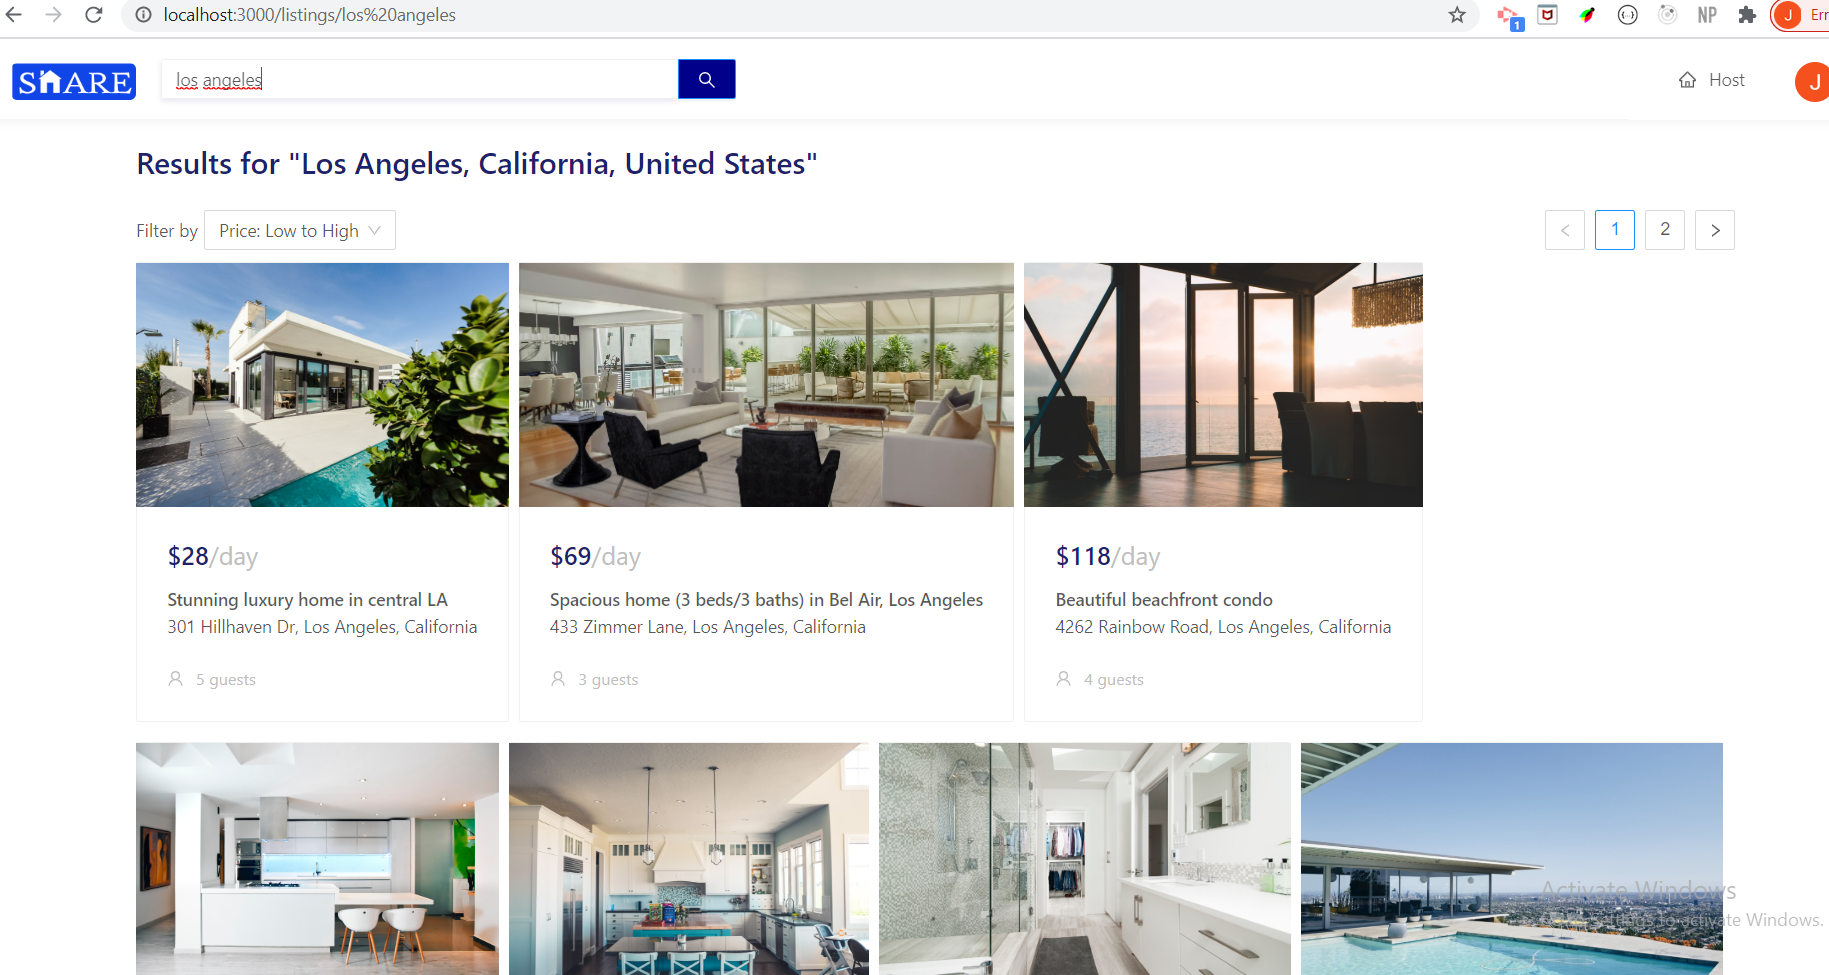 localhost:3000/listings/los%20angeles
1
NP
J
Err
SHARE
los angeles
Host
J
Results for "Los Angeles, California, United States"
Filter by
Price: Low to High
<
1
2
>
$28/day
Stunning luxury home in central LA
301 Hillhaven Dr, Los Angeles, California
5 guests
$69/day
Spacious home (3 beds/3 baths) in Bel Air, Los Angeles
433 Zimmer Lane, Los Angeles, California
3 guests
$118/day
Beautiful beachfront condo
4262 Rainbow Road, Los Angeles, California
4 guests
Activate Windows
to activate Windows.